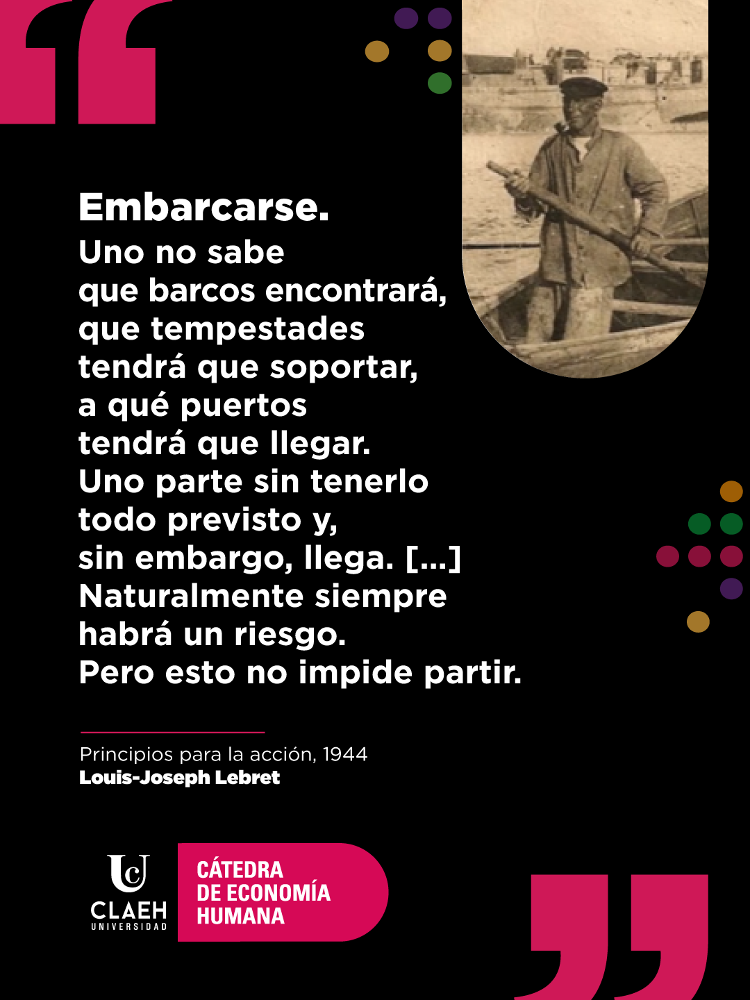 Embarcarse.
Uno no sabe
que barcos encontrará,
que tempestades
tendrá que soportar,
a qué puertos
tendrá que llegar.
Uno parte sin tenerlo
todo previsto y,
sin embargo, llega. [...]
Naturalmente siempre
habrá un riesgo.
Pero esto no impide partir.
Principios para la acción, 1944
Louis-Joseph Lebret
UC
CLAEH
UNIVERSIDAD
CÁTEDRA
DE ECONOMÍA
HUMANA